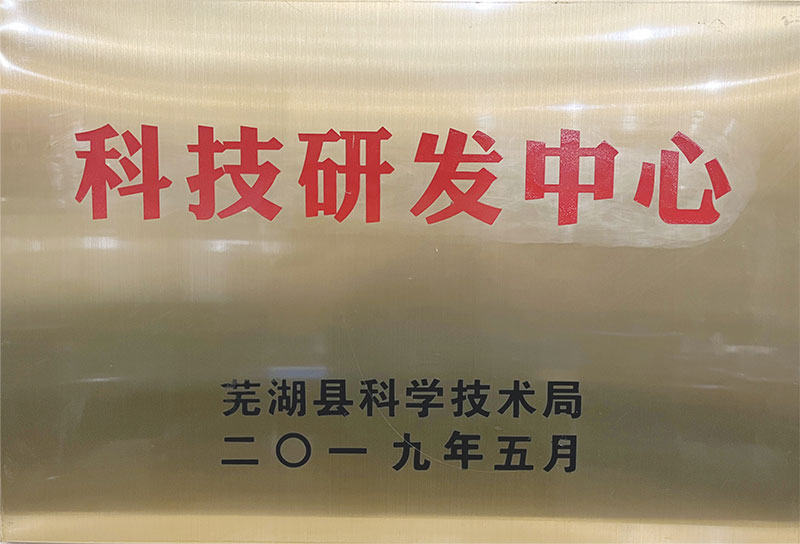 科技研发中心
芜湖县科学技术局
二〇一九年五月